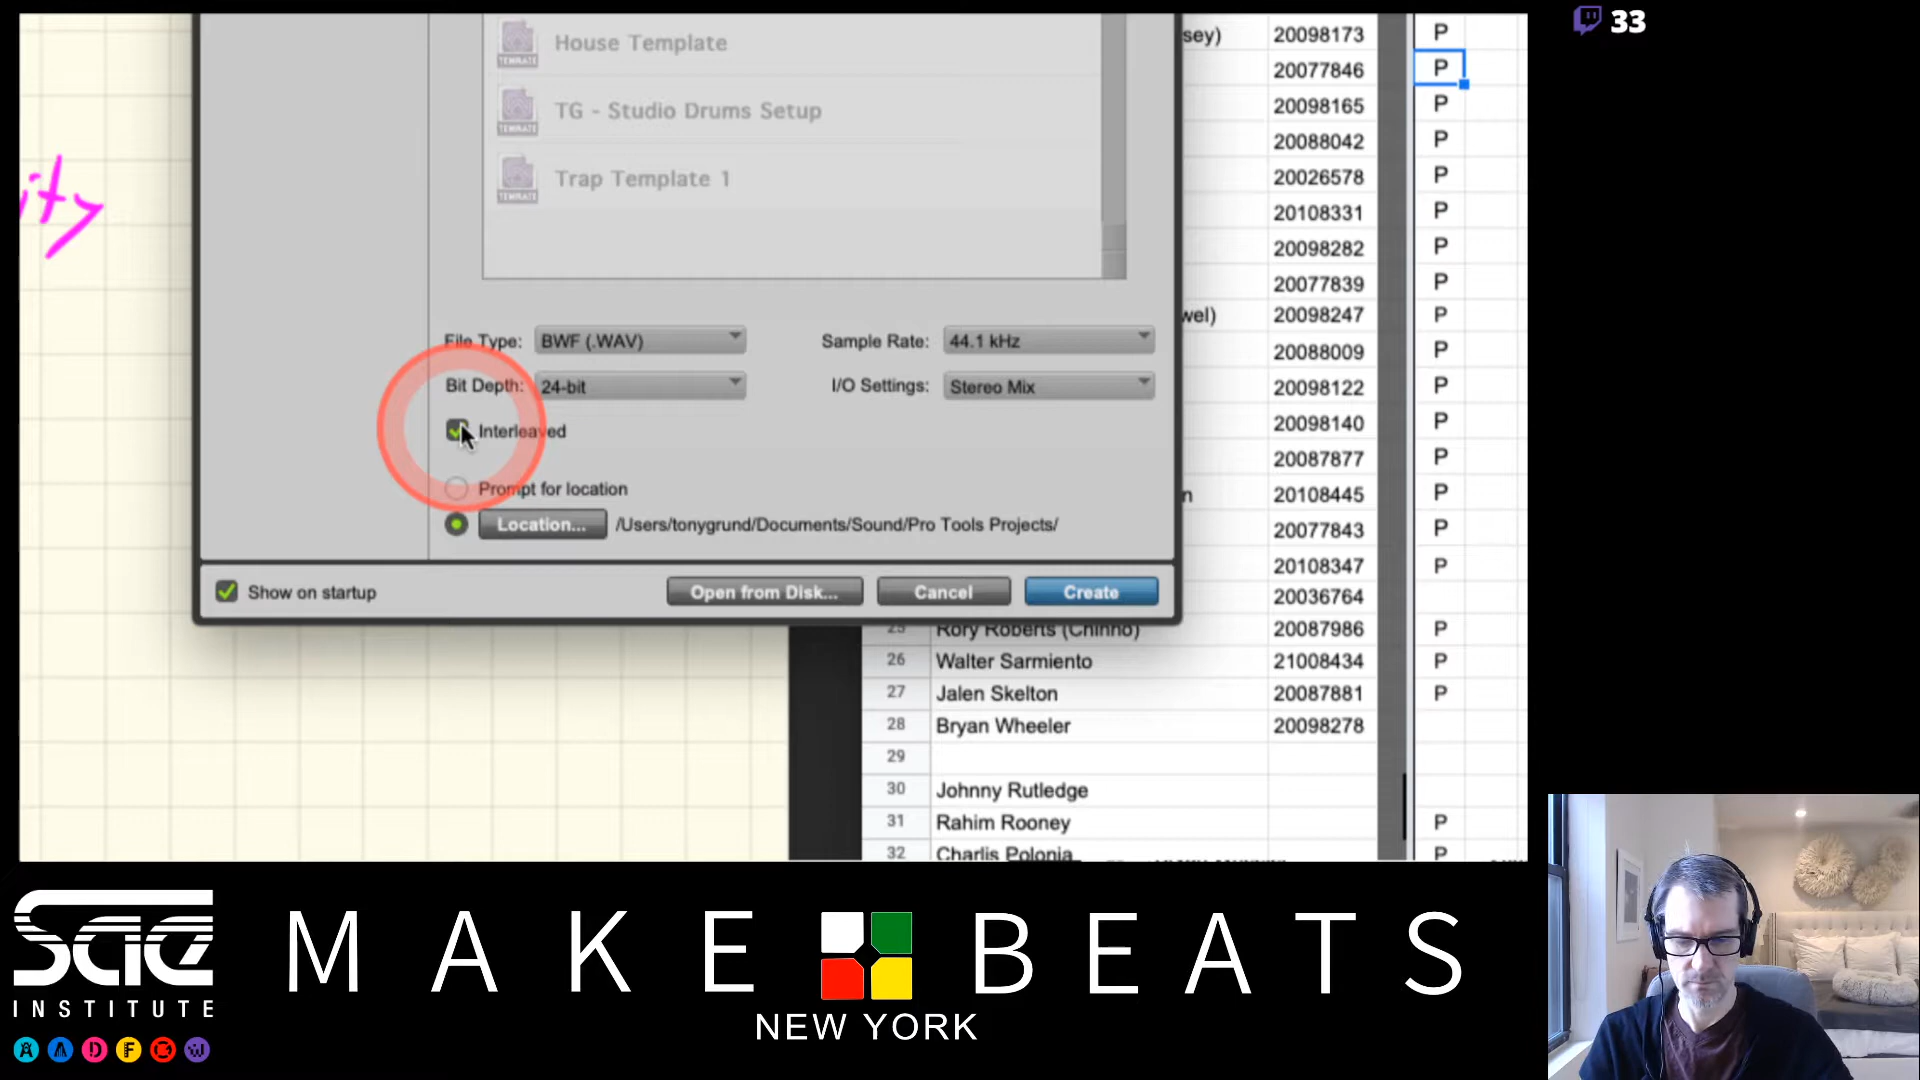 33
ity
TEMPLATE
House Template
TEMPLATE
TG - Studio Drums Setup
TEMPLATE
Trap Template 1
File Type: BWF (.WAV)
Sample Rate: 44.1 kHz
Bit Depth: 24-bit
I/O Settings: Stereo Mix
Interleaved
Prompt for location
Location... /Users/tonygrund/Documents/Sound/Pro Tools Projects/
Show on startup
Open from Disk... Cancel Create
sey) 20098173 P
20077846 P
20098165 P
20088042 P
20026578 P
20108331 P
20098282 P
20077839 P
wel) 20098247 P
20088009 P
20098122 P
20098140 P
20087877 P
n 20108445 P
20077843 P
20108347 P
20036764
25 Rory Roberts (Chinno) 20087986 P
26 Walter Sarmiento 21008434 P
27 Jalen Skelton 20087881 P
28 Bryan Wheeler 20098278
29
30 Johnny Rutledge
31 Rahim Rooney P
32 Charlis Polonia P
sae
INSTITUTE
A A D F W
MAKE BEATS
NEW YORK